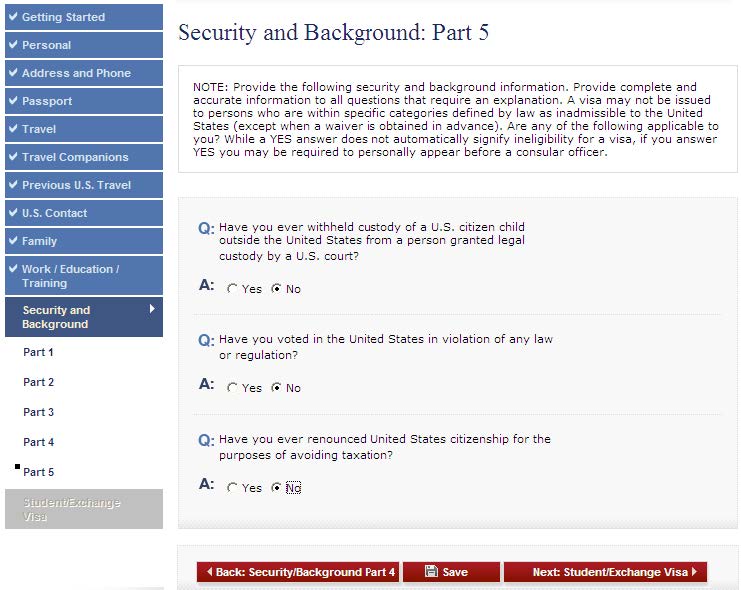 Getting Started
Personal
Address and Phone
Passport
Travel
Travel Companions
Previous U.S. Travel
U.S. Contact
Family
Work / Education /
Training
Security and
Background
Part 1
Part 2
Part 3
Part 4
Part 5
Student/Exchange
Visa
Security and Background: Part 5
NOTE: Provide the following security and background information. Provide complete and
accurate information to all questions that require an explanation. A visa may not be issued
to persons who are within specific categories defined by law as inadmissible to the United
States (except when a waiver is obtained in advance). Are any of the following applicable to
you? While a YES answer does not automatically signify ineligibility for a visa, if you answer
YES you may be required to personally appear before a consular officer.
Q: Have you ever withheld custody of a U.S. citizen child
outside the United States from a person granted legal
custody by a U.S. court?
A: Yes No
Q: Have you voted in the United States in violation of any law
or regulation?
A: Yes No
Q: Have you ever renounced United States citizenship for the
purposes of avoiding taxation?
A: Yes No
Back: Security/Background Part 4 Save Next: Student/Exchange Visa